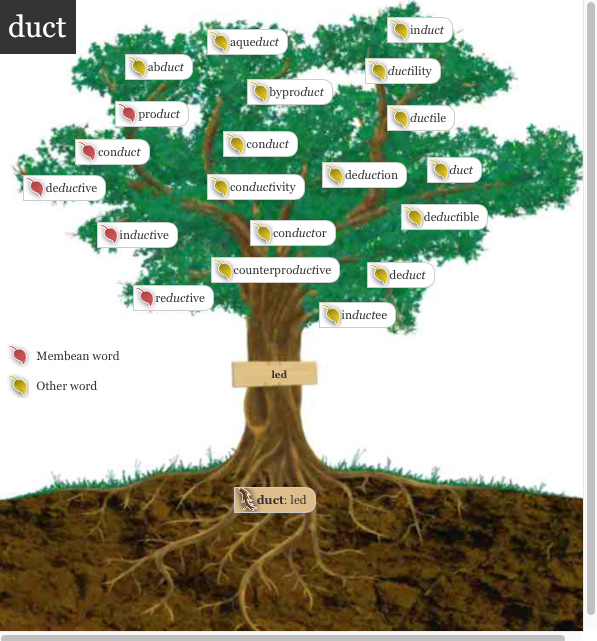 duct
induct
aqueduct
abduct
ductility
byproduct
product
ductile
conduct
conduct
deduction
duct
deductive
conductivity
deductible
inductive
conductor
counterproductive
deduct
reductive
inductee
Membean word
led
Other word
duct: led